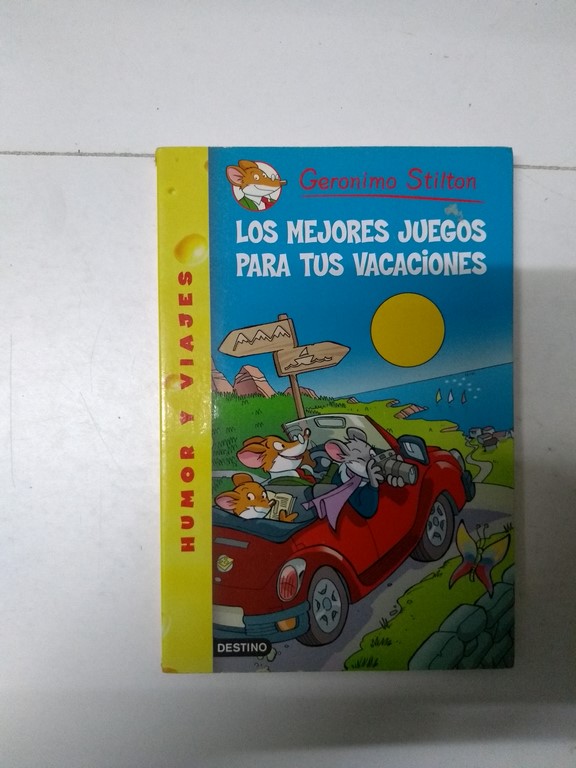 Geronimo Stilton
LOS MEJORES JUEGOS
PARA TUS VACACIONES
HUMOR Y VIAJES
DESTINO